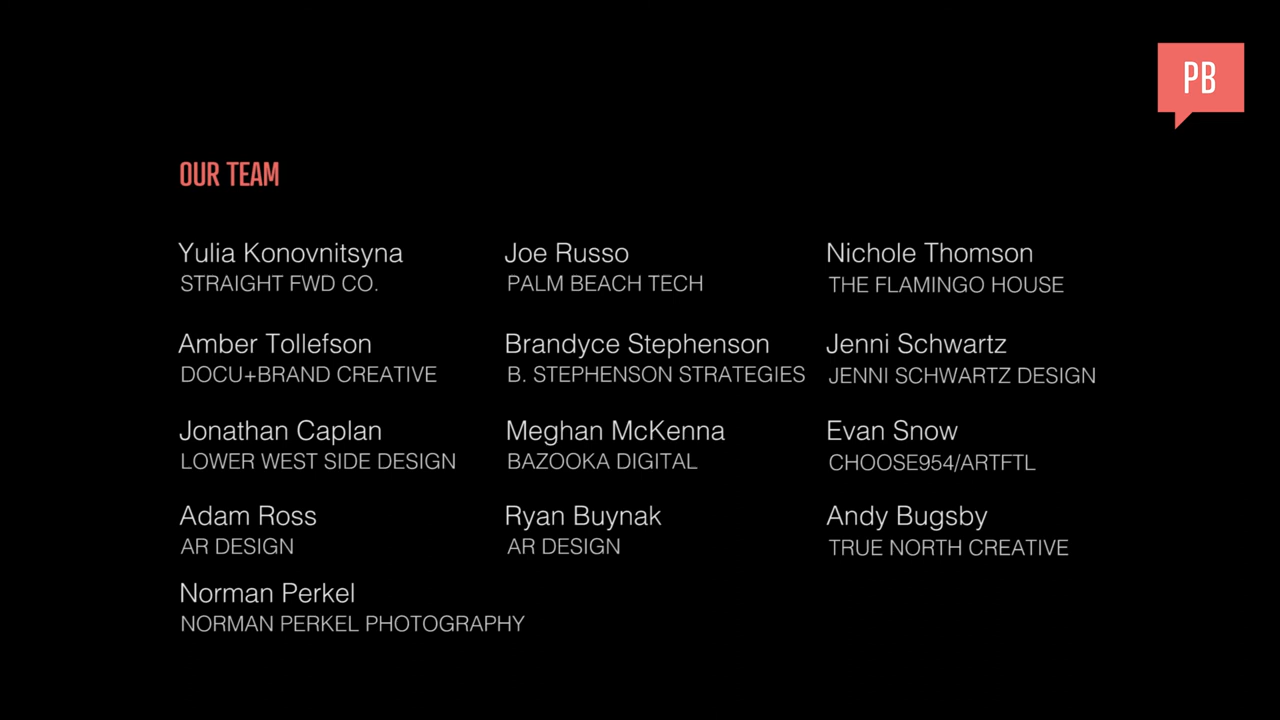 PB
OUR TEAM
Yulia Konovnitsyna
STRAIGHT FWD CO.
Joe Russo
PALM BEACH TECH
Nichole Thomson
THE FLAMINGO HOUSE
Amber Tollefson
DOCU+BRAND CREATIVE
Brandyce Stephenson
B. STEPHENSON STRATEGIES
Jenni Schwartz
JENNI SCHWARTZ DESIGN
Jonathan Caplan
LOWER WEST SIDE DESIGN
Meghan McKenna
BAZOOKA DIGITAL
Evan Snow
CHOOSE954/ARTFTL
Adam Ross
AR DESIGN
Ryan Buynak
AR DESIGN
Andy Bugsby
TRUE NORTH CREATIVE
Norman Perkel
NORMAN PERKEL PHOTOGRAPHY